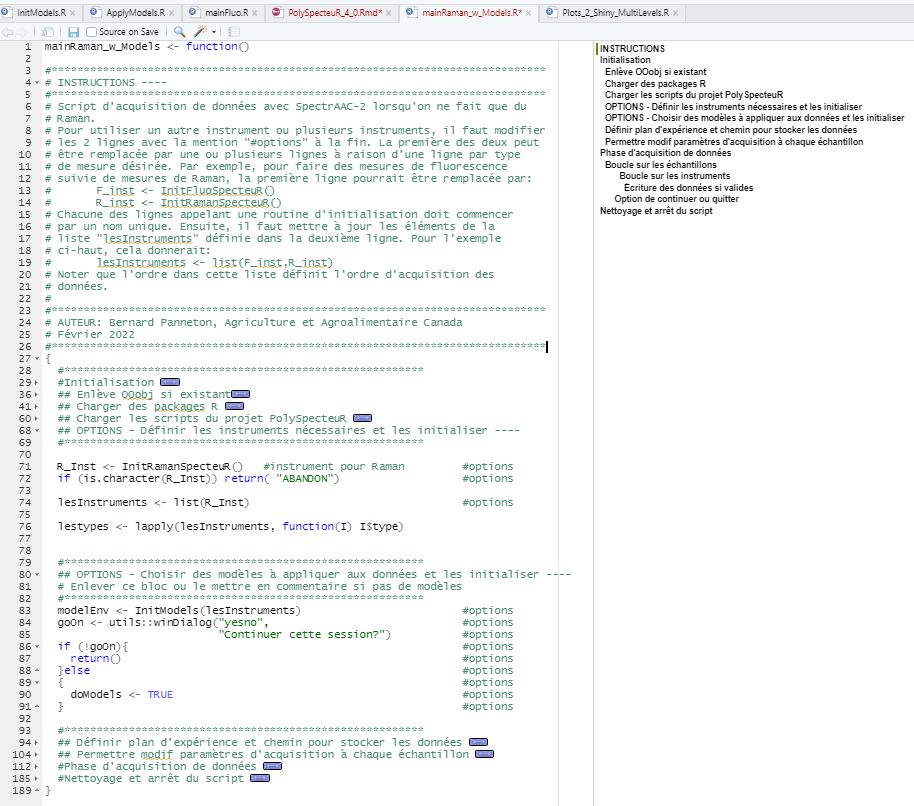 InitModels.R × ApplyModels.R × mainFluo.R × PolySpecteuR_4_0.Rmd* × mainRaman_w_Models.R* × Plots_2_Shiny_MultiLevels.R ×
Source on Save
1 mainRaman_w_Models <- function()
2
3 #******************************************************************************
4 # INSTRUCTIONS ----
5 #******************************************************************************
6 # Script d'acquisition de données avec SpectrAAC-2 lorsqu'on ne fait que du
7 # Raman.
8 # Pour utiliser un autre instrument ou plusieurs instruments, il faut modifier
9 # les 2 lignes avec la mention "#options" à la fin. La première des deux peut
10 # être remplacée par une ou plusieurs lignes à raison d'une ligne par type
11 # de mesure désirée. Par exemple, pour faire des mesures de fluorescence
12 # suivie de mesures de Raman, la première ligne pourrait être remplacée par:
13 # F_inst <- InitFluoSpecteuR()
14 # R_inst <- InitRamanSpecteuR()
15 # Chacune des lignes appelant une routine d'initialisation doit commencer
16 # par un nom unique. Ensuite, il faut mettre à jour les éléments de la
17 # liste "lesInstruments" définie dans la deuxième ligne. Pour l'exemple
18 # ci-haut, cela donnerait:
19 # lesInstruments <- list(F_inst,R_inst)
20 # Noter que l'ordre dans cette liste définit l'ordre d'acquisition des
21 # données.
22 #
23 #******************************************************************************
24 # AUTEUR: Bernard Panneton, Agriculture et Agroalimentaire Canada
25 # Février 2022
26 #******************************************************************************
27 {
28 #********************************************************
29 #Initialisation
36 ## Enlève OOobj si existant
41 ## Charger des packages R
60 ## Charger les scripts du projet PolySpecteuR
68 ## OPTIONS - Définir les instruments nécessaires et les initialiser ----
69 #********************************************************
70
71 R_Inst <- InitRamanSpecteuR() #instrument pour Raman #options
72 if (is.character(R_Inst)) return( "ABANDON") #options
73
74 lesInstruments <- list(R_Inst) #options
75
76 lestypes <- lapply(lesInstruments, function(I) I$type)
77
78
79 #********************************************************
80 ## OPTIONS - Choisir des modèles à appliquer aux données et les initialiser ----
81 # Enlever ce bloc ou le mettre en commentaire si pas de modèles
82 #********************************************************
83 modelEnv <- InitModels(lesInstruments) #options
84 goOn <- utils::winDialog("yesno", #options
85 "Continuer cette session?") #options
86 if (!goOn){ #options
87 return() #options
88 }else #options
89 { #options
90 doModels <- TRUE #options
91 } #options
92
93 #********************************************************
94 ## Définir plan d'expérience et chemin pour stocker les données
104 ## Permettre modif paramètres d'acquisition à chaque échantillon
112 #Phase d'acquisition de données
185 #Nettoyage et arrêt du script
189 }
INSTRUCTIONS
Initialisation
Enlève OOobj si existant
Charger des packages R
Charger les scripts du projet PolySpecteuR
OPTIONS - Définir les instruments nécessaires et les initialiser
OPTIONS - Choisir des modèles à appliquer aux données et les initialiser
Définir plan d'expérience et chemin pour stocker les données
Permettre modif paramètres d'acquisition à chaque échantillon
Phase d'acquisition de données
Boucle sur les échantillons
Boucle sur les instruments
Écriture des données si valides
Option de continuer ou quitter
Nettoyage et arrêt du script